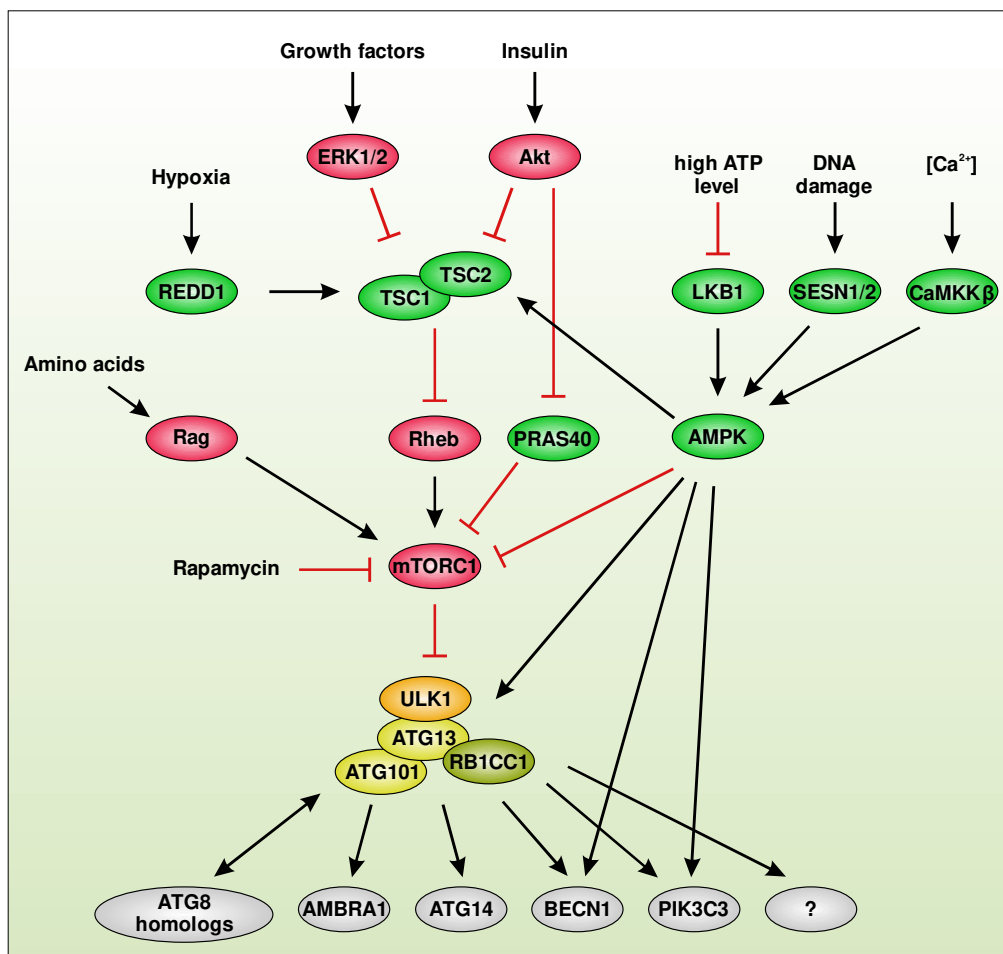 Growth factors
Insulin
ERK1/2
Akt
high ATP
level
DNA
damage
[Ca²⁺]
Hypoxia
REDD1
TSC1
TSC2
LKB1
SESN1/2
CaMKKβ
Amino acids
Rag
Rheb
PRAS40
AMPK
Rapamycin
mTORC1
ULK1
ATG13
ATG101
RB1CC1
ATG8
homologs
AMBRA1
ATG14
BECN1
PIK3C3
?